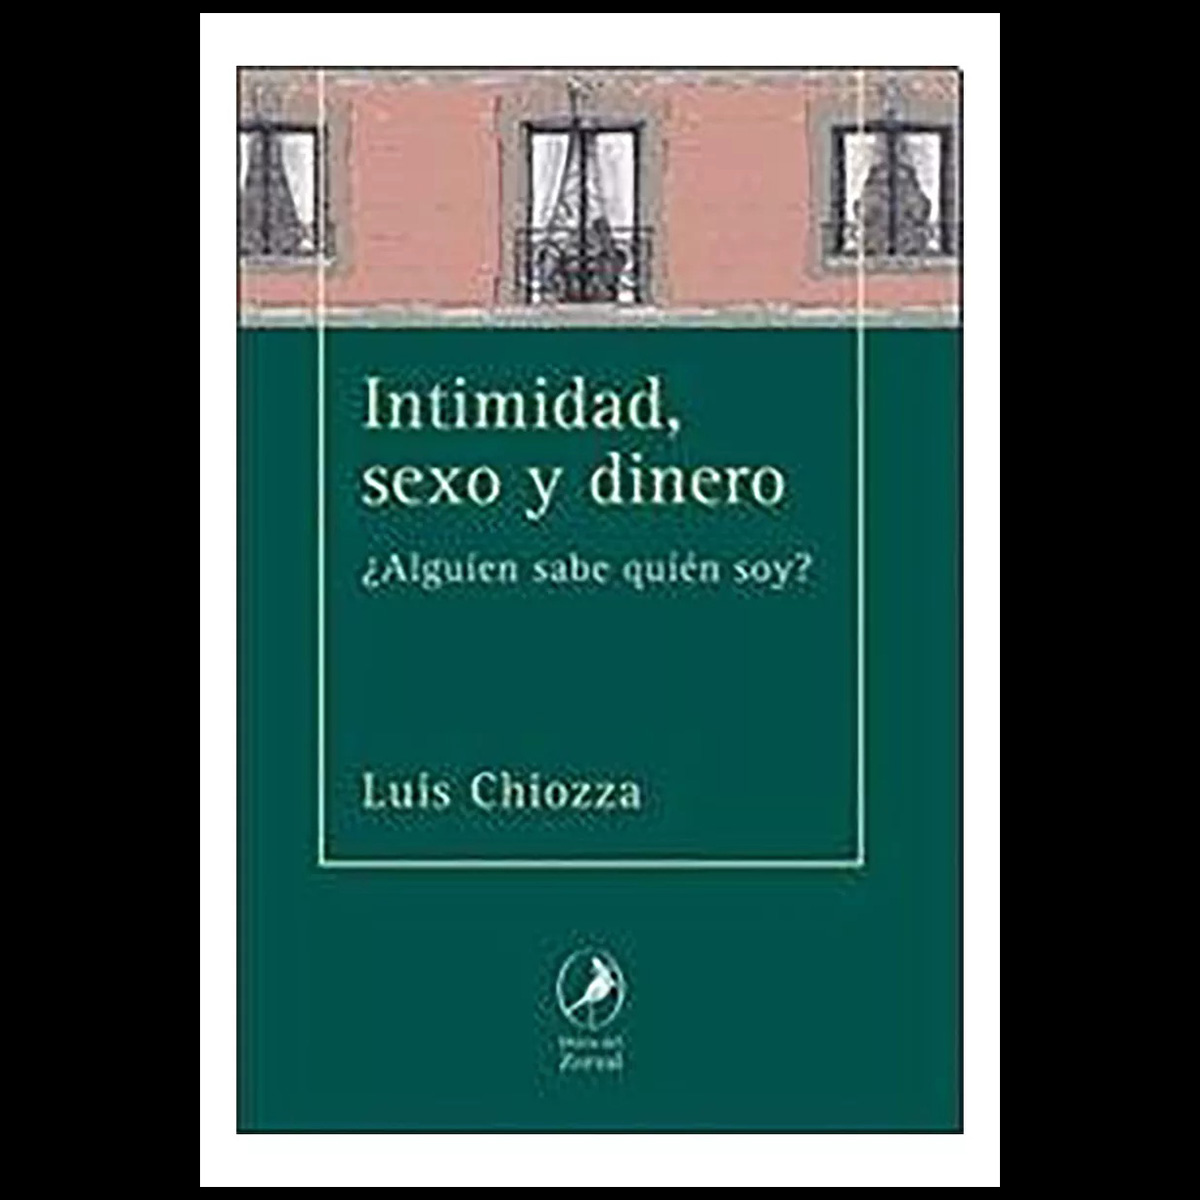 Intimidad,
sexo y dinero
¿Alguien sabe quién soy?
Luis Chiozza
Zorzal